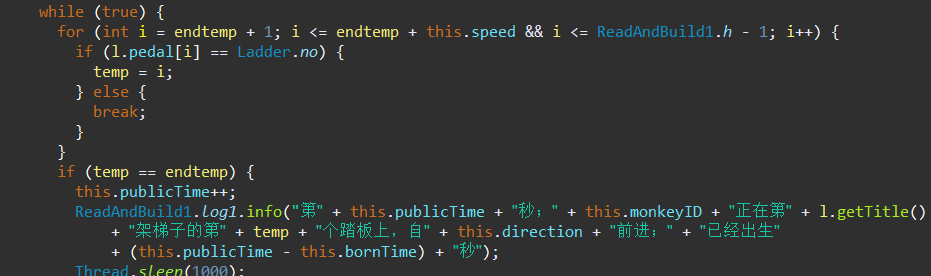 while (true) {
for (int i = endtemp + 1; i <= endtemp + this.speed && i <= ReadAndBuild1.h - 1; i++) {
if (l.pedal[i] == Ladder.no) {
temp = i;
} else {
break;
}
}
if (temp == endtemp) {
this.publicTime++;
ReadAndBuild1.log1.info("第" + this.publicTime + "秒；" + this.monkeyID + "正在第" + l.getTitle()
+ "架梯子的第" + temp + "个踏板上，自" + this.direction + "前进；" + "已经出生"
+ (this.publicTime - this.bornTime) + "秒");
Thread.sleep(1000);